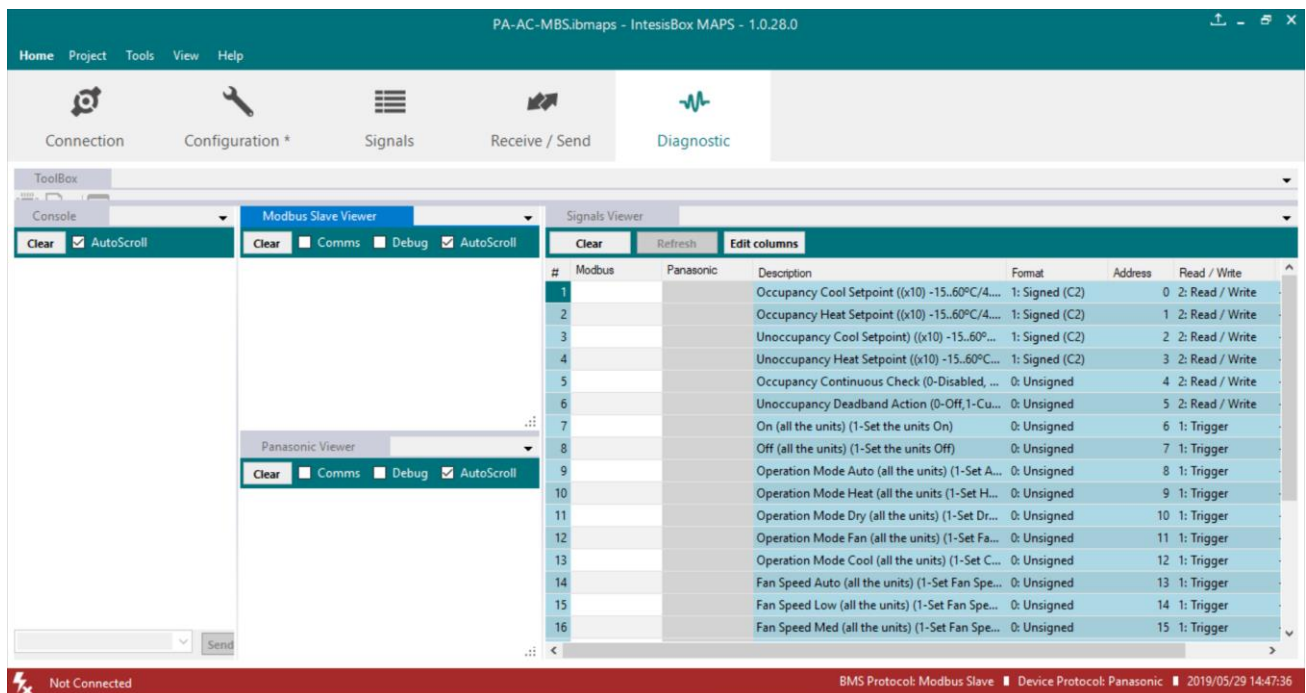 PA-AC-MBS.ibmaps - IntesisBox MAPS - 1.0.28.0
Home Project Tools View Help
Connection Configuration * Signals Receive / Send Diagnostic
ToolBox
Console
Clear AutoScroll
Send
Modbus Slave Viewer
Clear Comms Debug AutoScroll
Panasonic Viewer
Clear Comms Debug AutoScroll
Signals Viewer
Clear Refresh Edit columns
# Modbus Panasonic Description Format Address Read / Write
1 Occupancy Cool Setpoint ((x10) -15..60ºC/4.... 1: Signed (C2) 0 2: Read / Write
2 Occupancy Heat Setpoint ((x10) -15..60ºC/4.... 1: Signed (C2) 1 2: Read / Write
3 Unoccupancy Cool Setpoint) ((x10) -15..60º... 1: Signed (C2) 2 2: Read / Write
4 Unoccupancy Heat Setpoint ((x10) -15..60ºC... 1: Signed (C2) 3 2: Read / Write
5 Occupancy Continuous Check (0-Disabled, ... 0: Unsigned 4 2: Read / Write
6 Unoccupancy Deadband Action (0-Off,1-Cu... 0: Unsigned 5 2: Read / Write
7 On (all the units) (1-Set the units On) 0: Unsigned 6 1: Trigger
8 Off (all the units) (1-Set the units Off) 0: Unsigned 7 1: Trigger
9 Operation Mode Auto (all the units) (1-Set A... 0: Unsigned 8 1: Trigger
10 Operation Mode Heat (all the units (1-Set H... 0: Unsigned 9 1: Trigger
11 Operation Mode Dry (all the units) (1-Set Dr... 0: Unsigned 10 1: Trigger
12 Operation Mode Fan (all the units) (1-Set Fa... 0: Unsigned 11 1: Trigger
13 Operation Mode Cool (all the units) (1-Set C... 0: Unsigned 12 1: Trigger
14 Fan Speed Auto (all the units) (1-Set Fan Spe... 0: Unsigned 13 1: Trigger
15 Fan Speed Low (all the units) (1-Set Fan Spe... 0: Unsigned 14 1: Trigger
16 Fan Speed Med (all the units) (1-Set Fan Spe... 0: Unsigned 15 1: Trigger
Not Connected BMS Protocol: Modbus Slave Device Protocol: Panasonic 2019/05/29 14:47:36